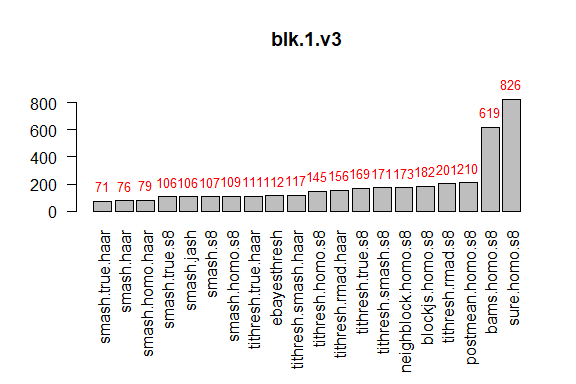 blk.1.v3
826
800
619
600
400
71 76 79 106 106 107 109 111 112 117 145 156 169 171 173 182 201 210
200
0
smash.true.haar
smash.haar
smash.homo.haar
smash.true.s8
smash.jash
smash.s8
smash.homo.s8
tithresh.true.haar
ebayesthresh
tithresh.smash.haar
tithresh.homo.s8
tithresh.rmad.haar
tithresh.true.s8
tithresh.smash.s8
neighblock.homo.s8
blockjs.homo.s8
tithresh.rmad.s8
postmean.homo.s8
bams.homo.s8
sure.homo.s8